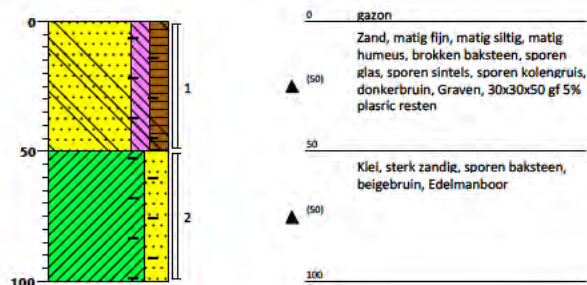 0
0
gazon
Zand, matig fijn, matig siltig, matig
humeus, brokken baksteen, sporen
glas, sporen sintels, sporen kolengruis,
donkerbruin, Graven, 30x30x50 gf 5%
plasric resten
(50)
1
50
50
Klei, sterk zandig, sporen baksteen,
beigebruin, Edelmanboor
(50)
2
100
100